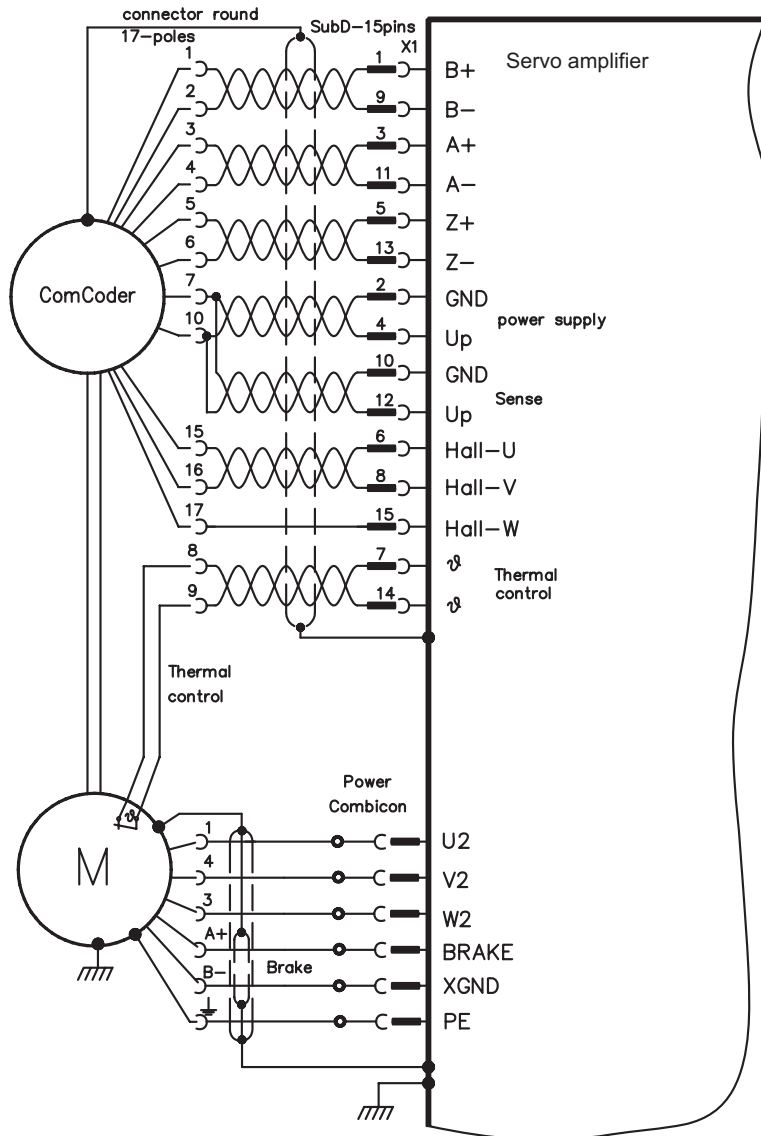 connector round
17-poles
SubD-15pins
X1
Servo amplifier
1 1 B+
2 9 B-
3 3 A+
4 11 A-
5 5 Z+
6 13 Z-
ComCoder
7 2 GND
power supply
10 4 Up
10 GND
Sense
12 Up
15 6 Hall-U
16 8 Hall-V
17 15 Hall-W
8 7 ϑ
Thermal
control
9 14 ϑ
Thermal
control
Power
Combicon
ϑ
M
1 U2
4 V2
3 W2
A+ BRAKE
Brake
B- XGND
PE